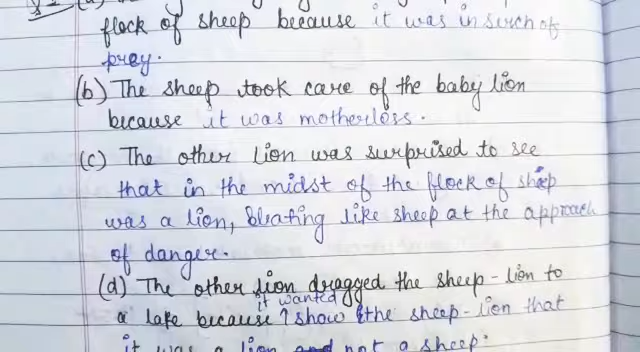 flock of sheep because it was in serch of
pray.
(b) The sheep took care of the baby lion
because it was motherless.
(c) The other lion was surprised to see
that in the midst of the flock of sheep
was a lion, bleating like sheep at the approach
of danger.
(d) The other lion dragged the sheep-lion to
it wanted
a lake because show the sheep-lion that
it was a lion and not a sheep.